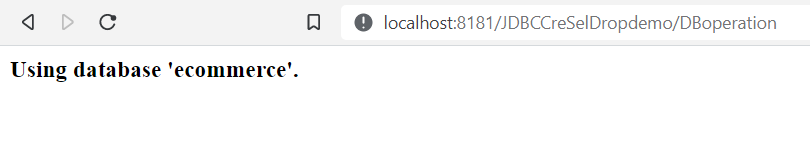 localhost:8181/JDBCCreSelDropdemo/DBoperation
Using database 'ecommerce'.